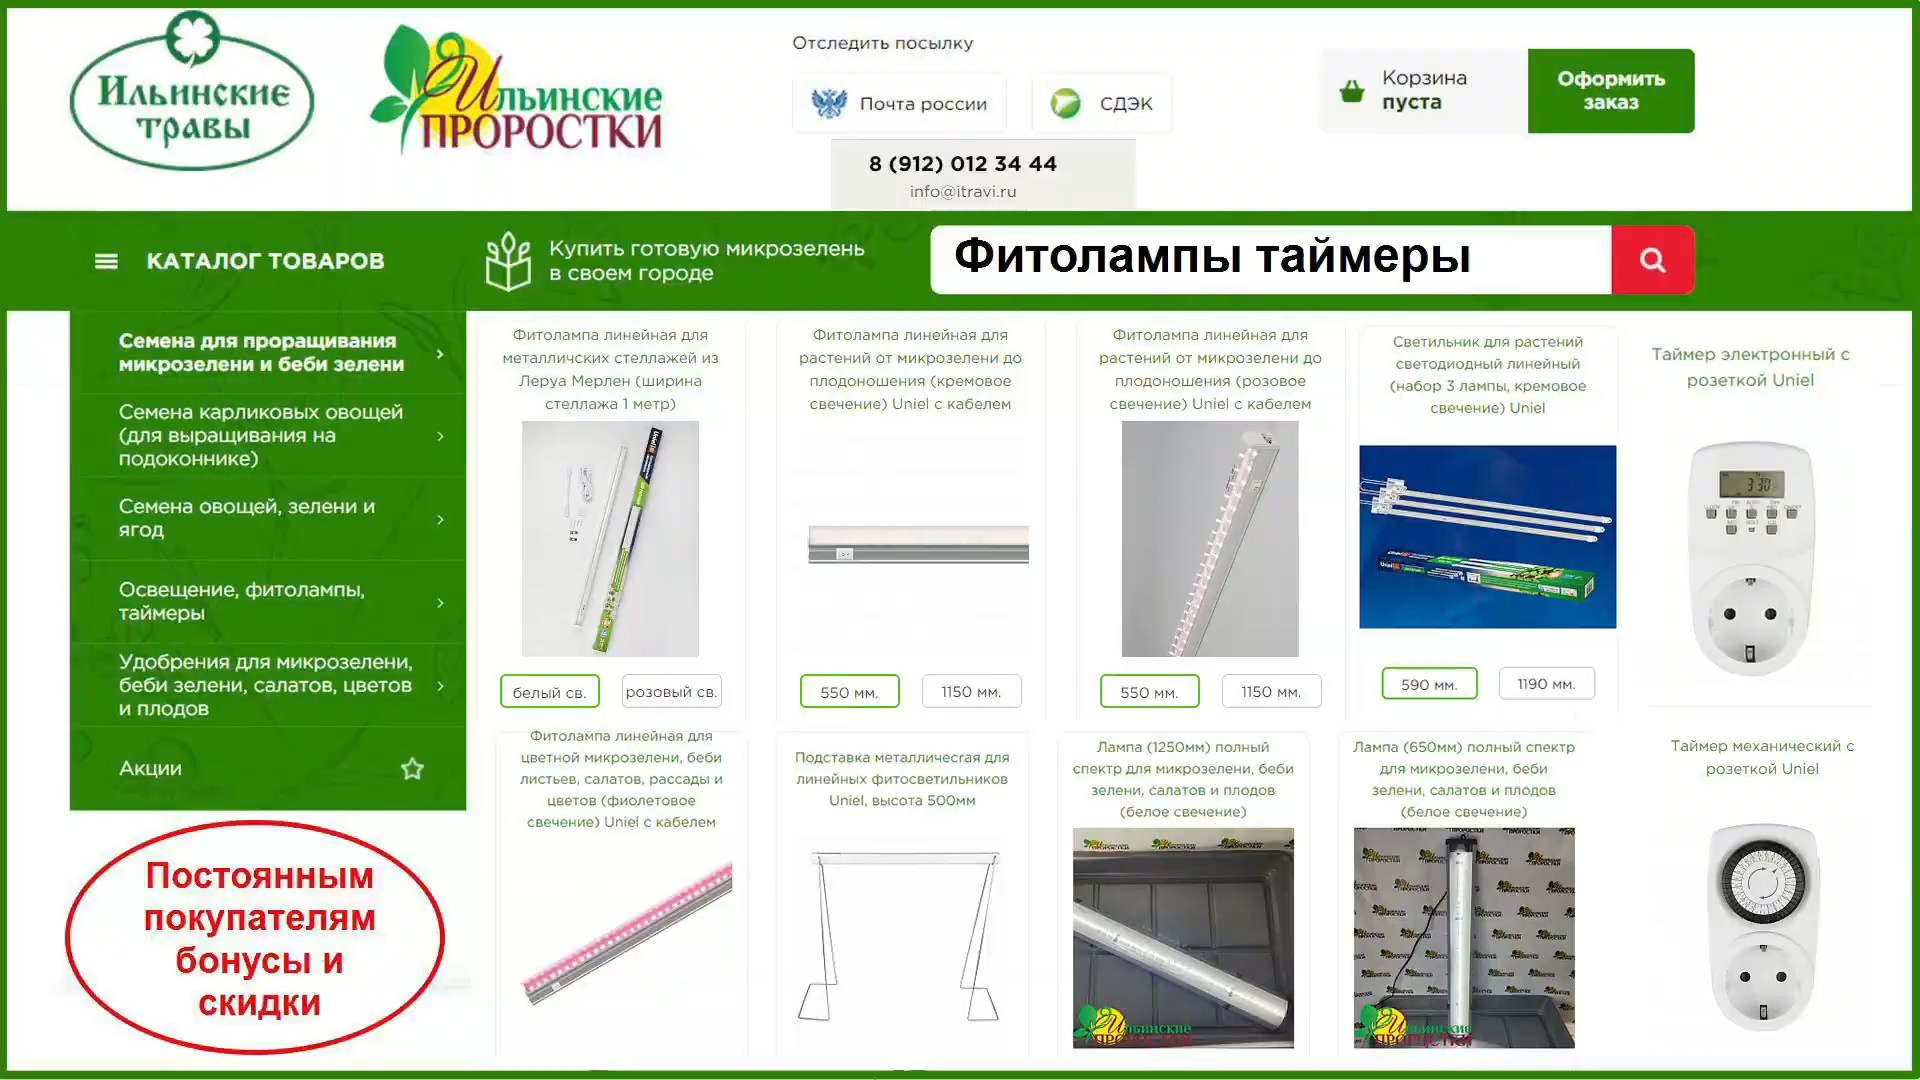 Ильинские
травы
Ильинские
ПРОРОСТКИ
Отследить посылку
Почта россии
СДЭК
8 (912) 012 34 44
info@itravi.ru
Корзина
пуста
Оформить
заказ
КАТАЛОГ ТОВАРОВ
Купить готовую микрозелень
в своем городе
Фитолампы таймеры
Семена для проращивания
микрозелени и беби зелени
Семена карликовых овощей
(для выращивания на
подоконнике)
Семена овощей, зелени и
ягод
Освещение, фитолампы,
таймеры
Удобрения для микрозелени,
беби зелени, салатов, цветов
и плодов
Акции
Постоянным
покупателям
бонусы и
скидки
Фитолампа линейная для
металличских стеллажей из
Леруа Мерлен (ширина
стеллажа 1 метр)
белый св.
розовый св.
Фитолампа линейная для
растений от микрозелени до
плодоношения (кремовое
свечение) Uniel с кабелем
550 мм.
1150 мм.
Фитолампа линейная для
растений от микрозелени до
плодоношения (розовое
свечение) Uniel с кабелем
550 мм.
1150 мм.
Светильник для растений
светодиодный линейный
(набор 3 лампы, кремовое
свечение) Uniel
Uniel
590 мм.
1190 мм.
Таймер электронный с
розеткой Uniel
3:30
Фитолампа линейная для
цветной микрозелени, беби
листьев, салатов, рассады и
цветов (фиолетовое
свечение) Uniel с кабелем
Подставка металличесгая для
линейных фитосветильников
Uniel, высота 500мм
Лампа (1250мм) полный
спектр для микрозелени, беби
зелени, салатов и плодов
(белое свечение)
Ильинские
ПРОРОСТКИ
Лампа (650мм) полный спектр
для микрозелени, беби
зелени, салатов и плодов
(белое свечение)
Ильинские
ПРОРОСТКИ
Таймер механический с
розеткой Uniel